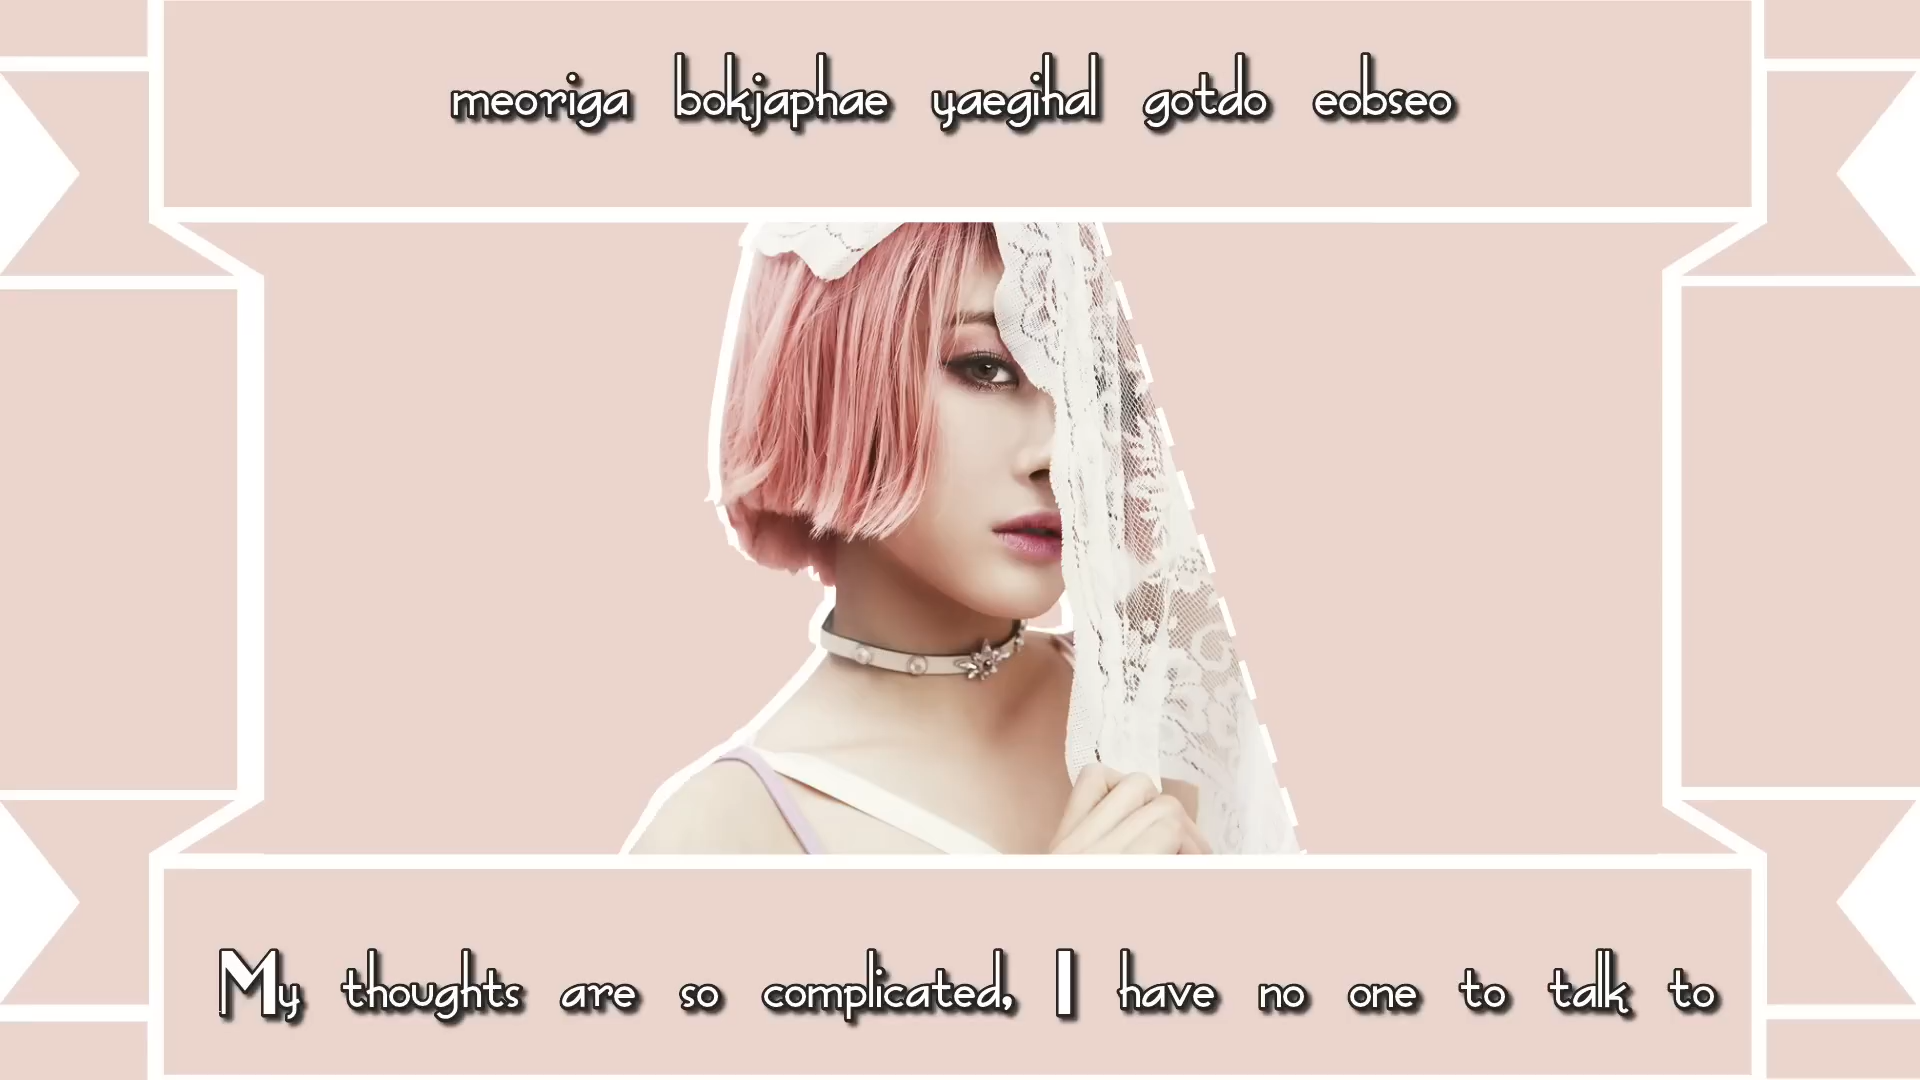 meoriga bokjaphae yaegihal gotdo eobseo
My thoughts are so complicated, I have no one to talk to